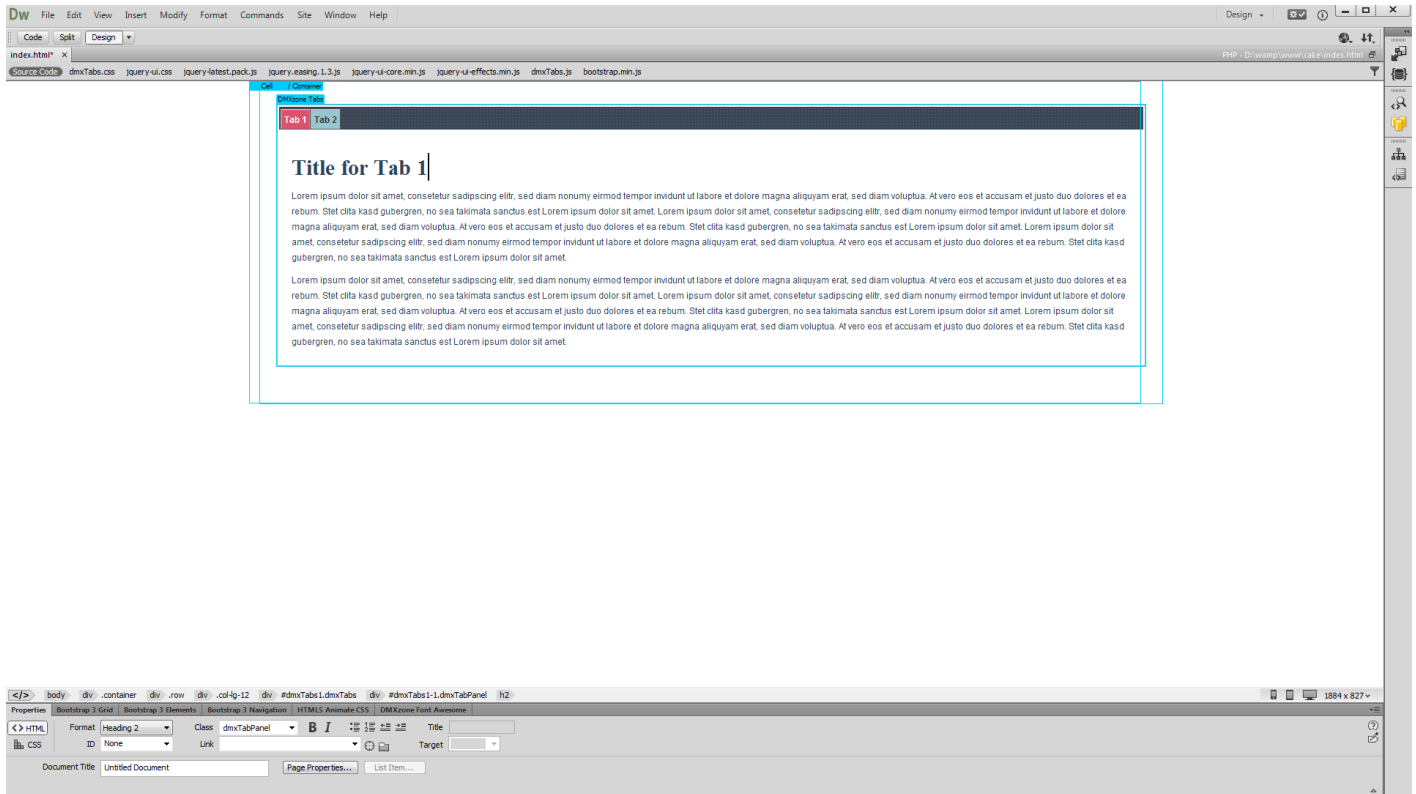 Dw File Edit View Insert Modify Format Commands Site Window Help Design
Code Split Design
index.html* × PHP - D:\wamp\www\cake\index.html
Source Code dmxTabs.css jquery-ui.css jquery-latest.pack.js jquery.easing.1.3.js jquery-ui-core.min.js jquery-ui-effects.min.js dmxTabs.js bootstrap.min.js
Cell / Container
DMXzone Tabs
Tab 1 Tab 2
Title for Tab 1
Lorem ipsum dolor sit amet, consetetur sadipscing elitr, sed diam nonumy eirmod tempor invidunt ut labore et dolore magna aliquyam erat, sed diam voluptua. At vero eos et accusam et justo duo dolores et ea
rebum. Stet clita kasd gubergren, no sea takimata sanctus est Lorem ipsum dolor sit amet. Lorem ipsum dolor sit amet, consetetur sadipscing elitr, sed diam nonumy eirmod tempor invidunt ut labore et dolore
magna aliquyam erat, sed diam voluptua. At vero eos et accusam et justo duo dolores et ea rebum. Stet clita kasd gubergren, no sea takimata sanctus est Lorem ipsum dolor sit amet. Lorem ipsum dolor sit
amet, consetetur sadipscing elitr, sed diam nonumy eirmod tempor invidunt ut labore et dolore magna aliquyam erat, sed diam voluptua. At vero eos et accusam et justo duo dolores et ea rebum. Stet clita kasd
gubergren, no sea takimata sanctus est Lorem ipsum dolor sit amet.
Lorem ipsum dolor sit amet, consetetur sadipscing elitr, sed diam nonumy eirmod tempor invidunt ut labore et dolore magna aliquyam erat, sed diam voluptua. At vero eos et accusam et justo duo dolores et ea
rebum. Stet clita kasd gubergren, no sea takimata sanctus est Lorem ipsum dolor sit amet. Lorem ipsum dolor sit amet, consetetur sadipscing elitr, sed diam nonumy eirmod tempor invidunt ut labore et dolore
magna aliquyam erat, sed diam voluptua. At vero eos et accusam et justo duo dolores et ea rebum. Stet clita kasd gubergren, no sea takimata sanctus est Lorem ipsum dolor sit amet. Lorem ipsum dolor sit
amet, consetetur sadipscing elitr, sed diam nonumy eirmod tempor invidunt ut labore et dolore magna aliquyam erat, sed diam voluptua. At vero eos et accusam et justo duo dolores et ea rebum. Stet clita kasd
gubergren, no sea takimata sanctus est Lorem ipsum dolor sit amet.
</> body div .container div .row div .col-lg-12 div #dmxTabs1.dmxTabs div #dmxTabs1-1.dmxTabPanel h2 1884 x 827
Properties Bootstrap 3 Grid Bootstrap 3 Elements Bootstrap 3 Navigation HTML5 Animate CSS DMXzone Font Awesome
<> HTML Format Heading 2 Class dmxTabPanel B I Title
CSS ID None Link Target
Document Title Untitled Document Page Properties... List Item...